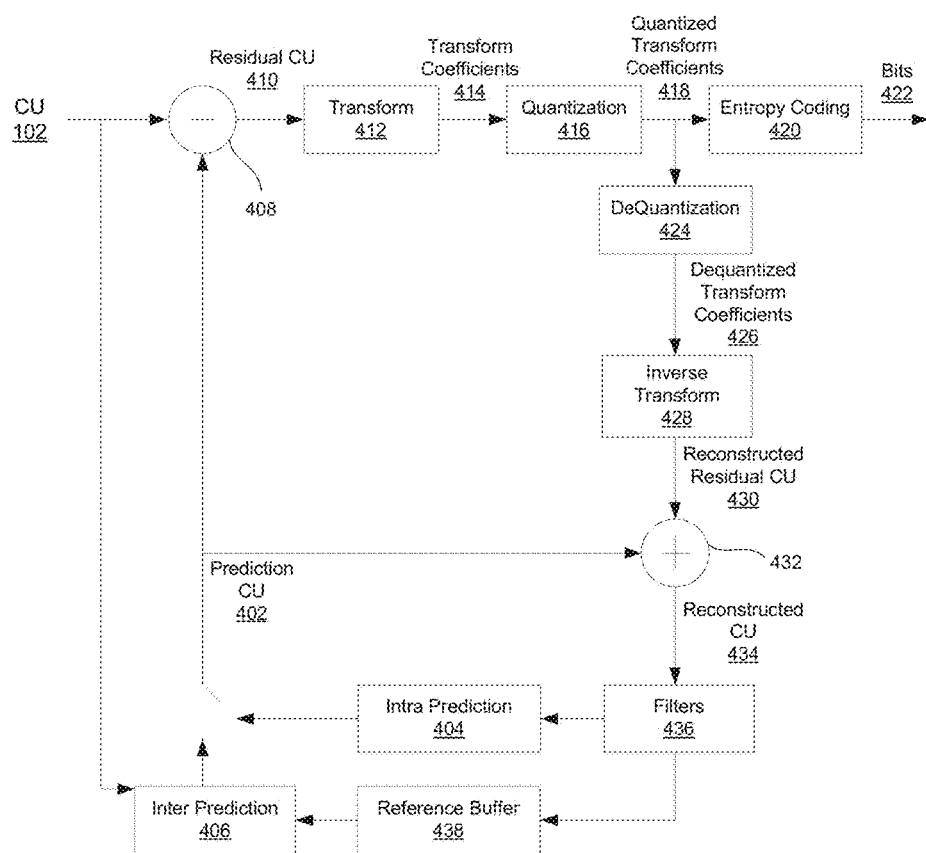 CU
102
Residual CU
410
408
Transform
412
Transform
Coefficients
414
Quantization
416
Quantized
Transform
Coefficients
418
Entropy Coding
420
Bits
422
DeQuantization
424
Dequantized
Transform
Coefficients
426
Inverse
Transform
428
Reconstructed
Residual CU
430
432
Prediction
CU
402
Reconstructed
CU
434
Intra Prediction
404
Filters
436
Inter Prediction
406
Reference Buffer
438